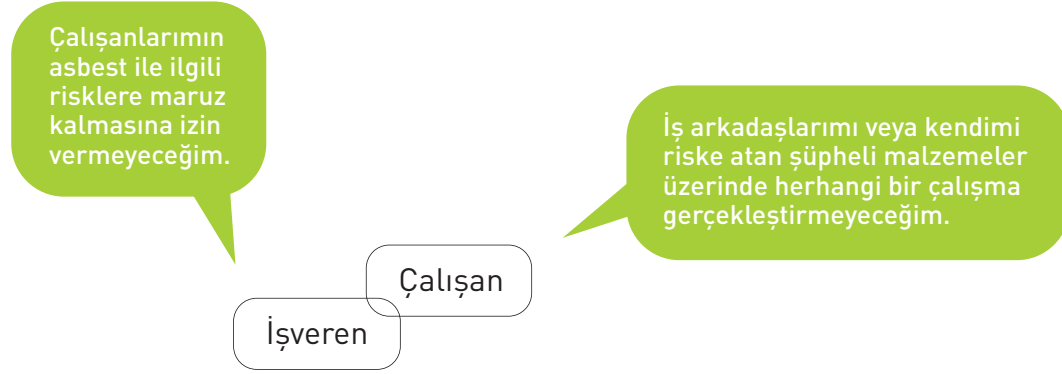 Çalışanlarımın
asbest ile ilgili
risklere maruz
kalmasına izin
vermeyeceğim.
İş arkadaşlarımı veya kendimi
riske atan şüpheli malzemeler
üzerinde herhangi bir çalışma
gerçekleştirmeyeceğim.
Çalışan
İşveren